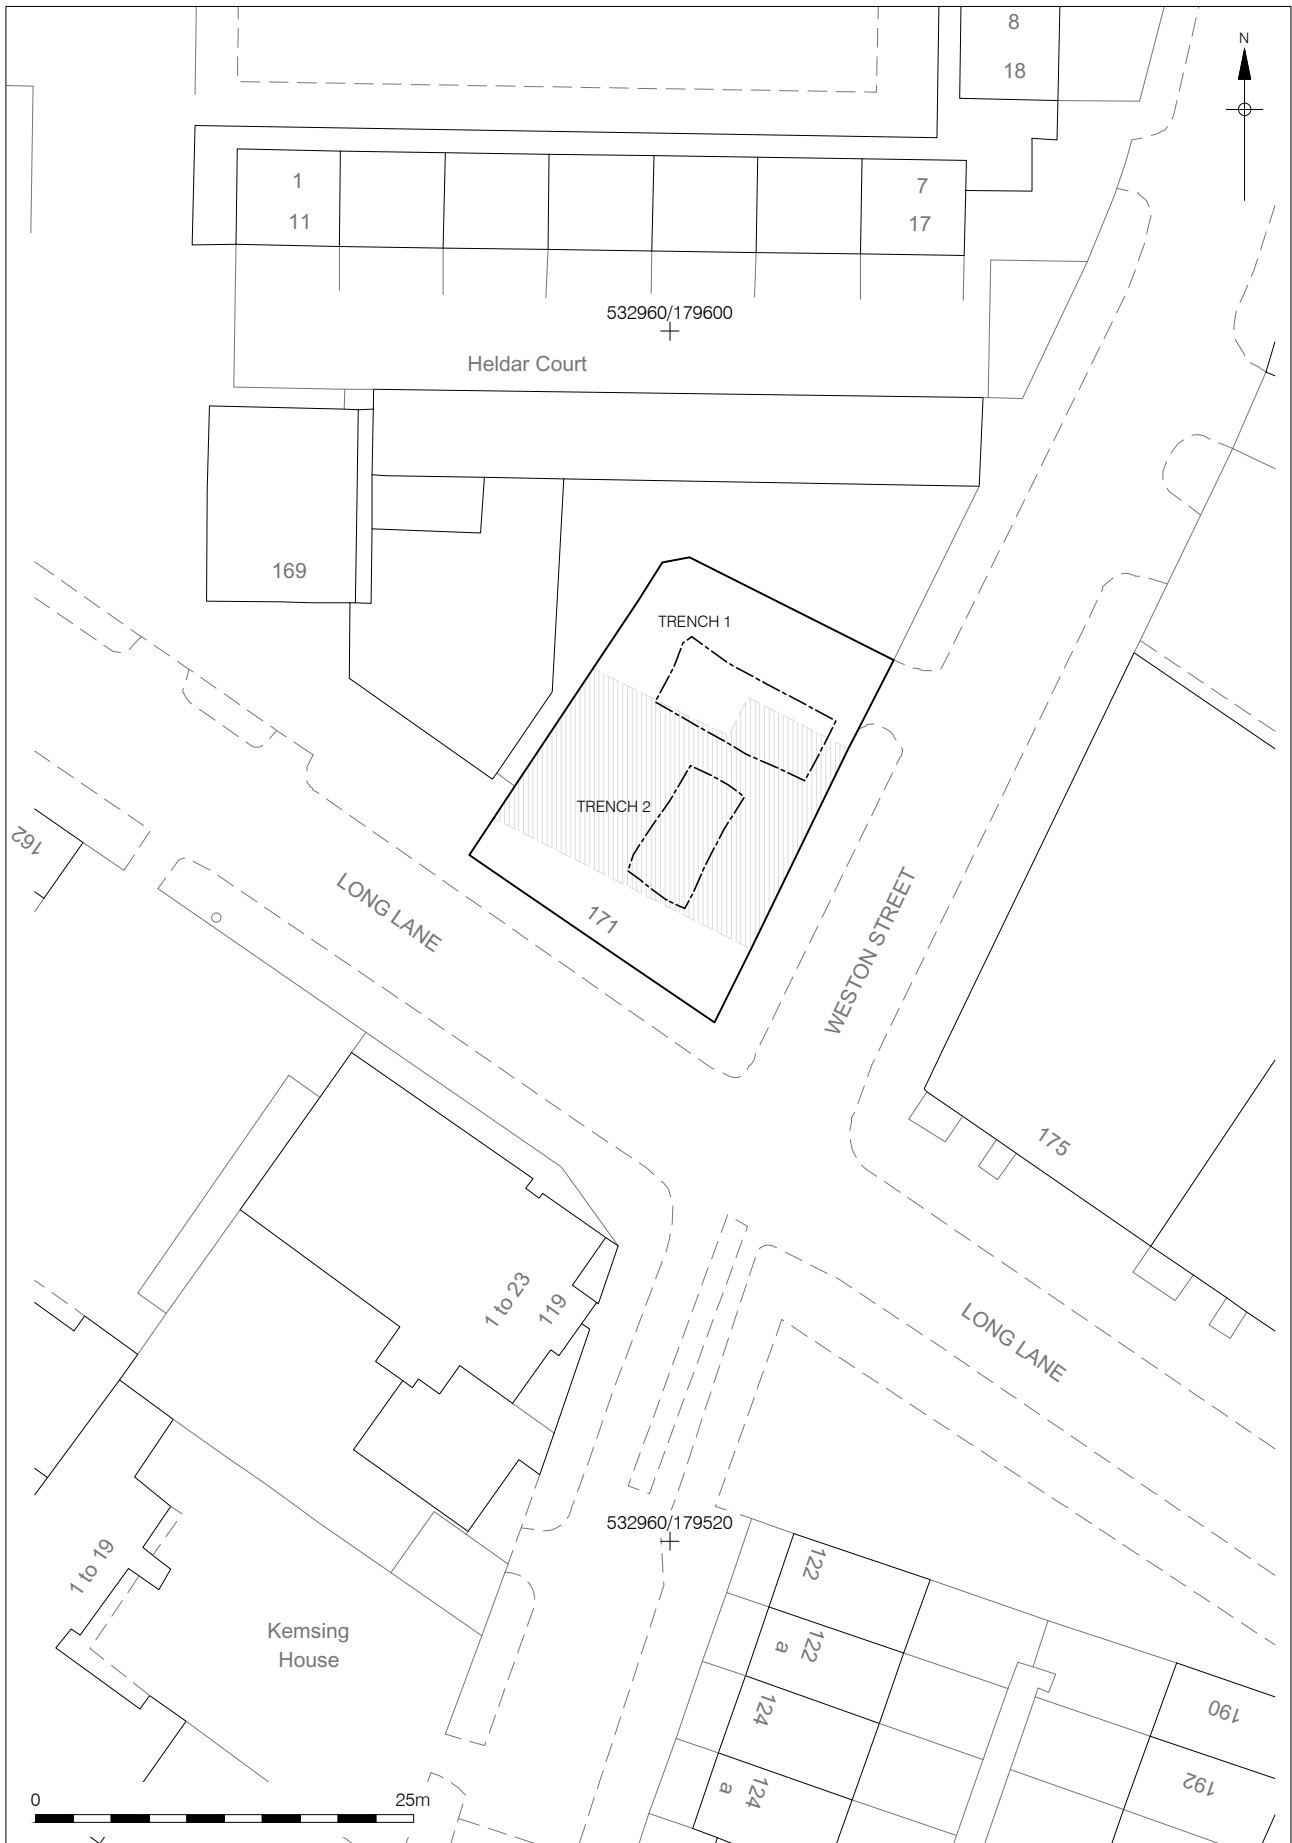 8
18
N
1
11
7
17
532960/179600
Heldar Court
169
TRENCH 1
TRENCH 2
162
LONG LANE
171
WESTON STREET
175
1 to 23
119
LONG LANE
532960/179520
122
122
a
124
124
a
190
192
1 to 19
Kemsing
House
0
25m